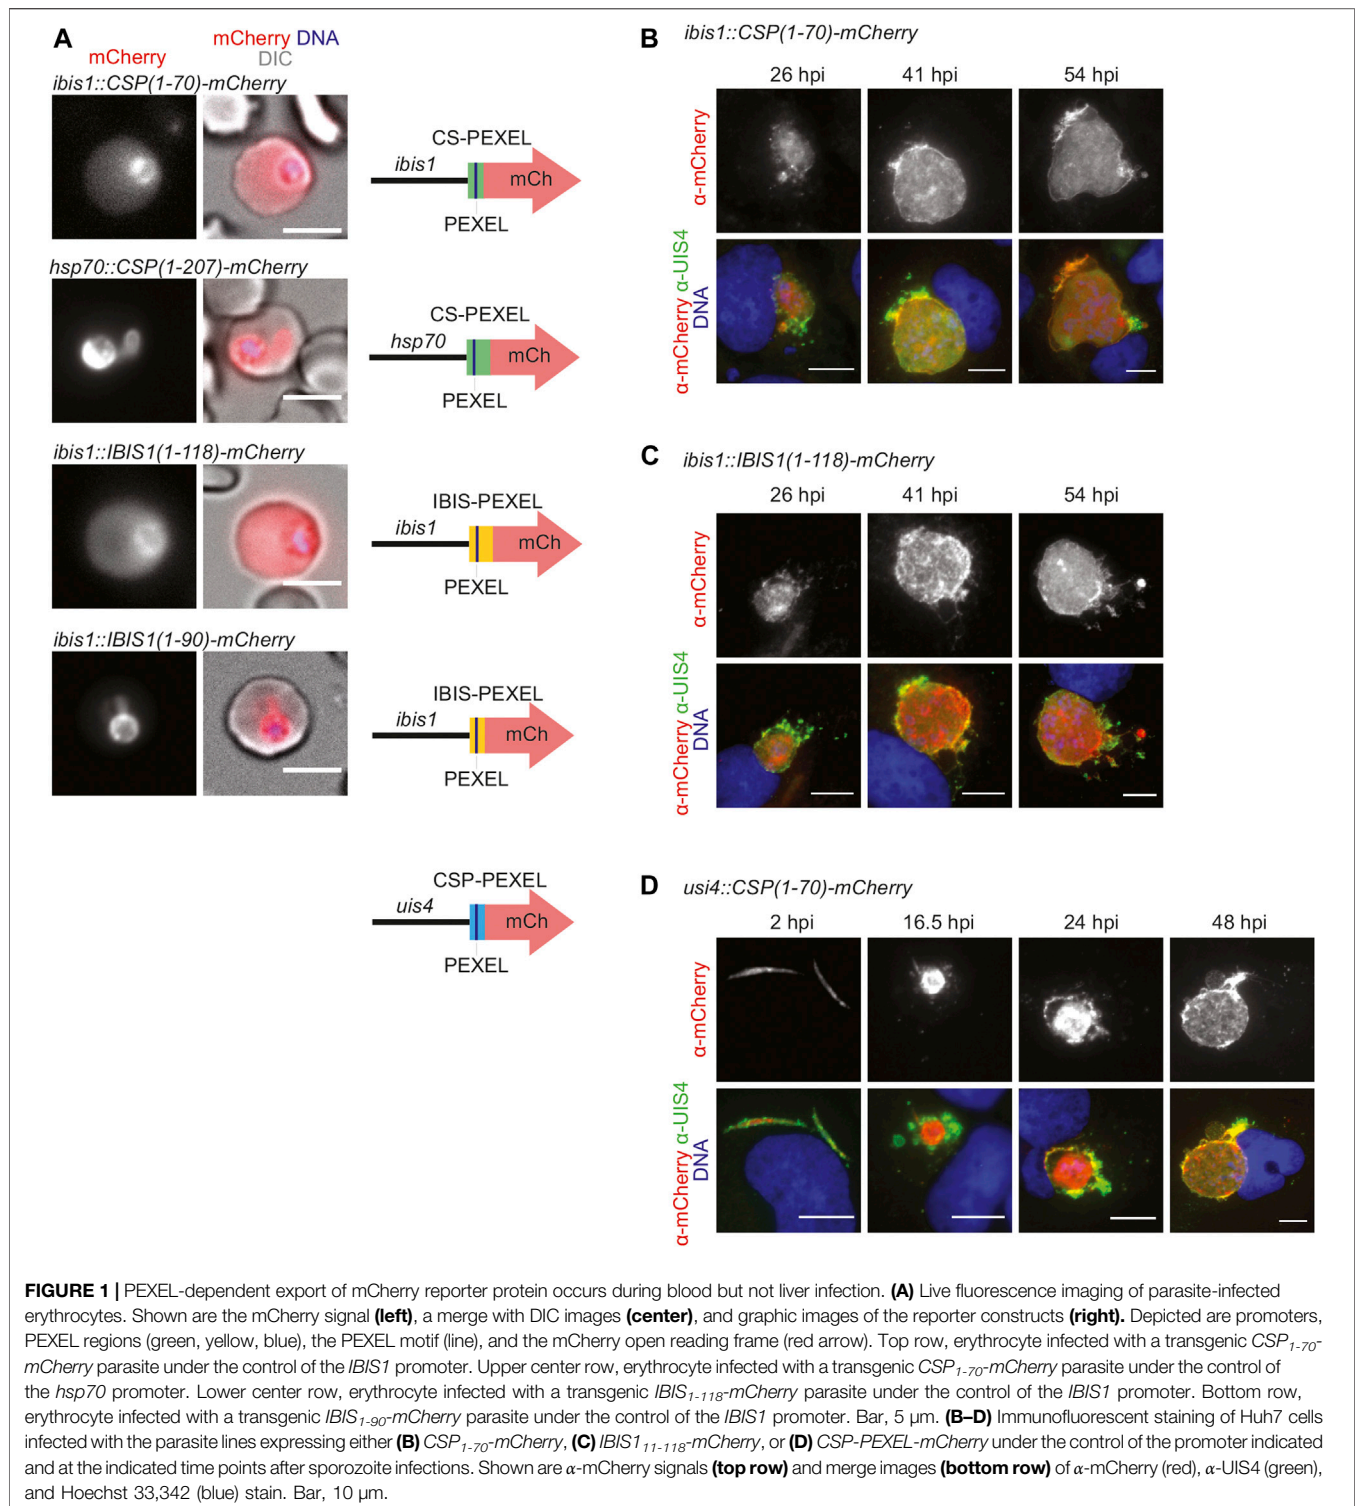 A
mCherry
mCherry DNA
DIC
ibis1::CSP(1-70)-mCherry
CS-PEXEL
ibis1
mCh
PEXEL
hsp70::CSP(1-207)-mCherry
CS-PEXEL
hsp70
mCh
PEXEL
ibis1::IBIS1(1-118)-mCherry
IBIS-PEXEL
ibis1
mCh
PEXEL
ibis1::IBIS1(1-90)-mCherry
IBIS-PEXEL
ibis1
mCh
PEXEL
CSP-PEXEL
uis4
mCh
PEXEL
B ibis1::CSP(1-70)-mCherry
26 hpi 41 hpi 54 hpi
α-mCherry
α-mCherry α-UIS4
DNA
C ibis1::IBIS1(1-118)-mCherry
26 hpi 41 hpi 54 hpi
α-mCherry
α-mCherry α-UIS4
DNA
D usi4::CSP(1-70)-mCherry
2 hpi 16.5 hpi 24 hpi 48 hpi
α-mCherry
α-mCherry α-UIS4
DNA
FIGURE 1 | PEXEL-dependent export of mCherry reporter protein occurs during blood but not liver infection. (A) Live fluorescence imaging of parasite-infected
erythrocytes. Shown are the mCherry signal (left), a merge with DIC images (center), and graphic images of the reporter constructs (right). Depicted are promoters,
PEXEL regions (green, yellow, blue), the PEXEL motif (line), and the mCherry open reading frame (red arrow). Top row, erythrocyte infected with a transgenic CSP1-70-
mCherry parasite under the control of the IBIS1 promoter. Upper center row, erythrocyte infected with a transgenic CSP1-70-mCherry parasite under the control of
the hsp70 promoter. Lower center row, erythrocyte infected with a transgenic IBIS1-118-mCherry parasite under the control of the IBIS1 promoter. Bottom row,
erythrocyte infected with a transgenic IBIS1-90-mCherry parasite under the control of the IBIS1 promoter. Bar, 5 µm. (B–D) Immunofluorescent staining of Huh7 cells
infected with the parasite lines expressing either (B) CSP1-70-mCherry, (C) IBIS111-118-mCherry, or (D) CSP-PEXEL-mCherry under the control of the promoter indicated
and at the indicated time points after sporozoite infections. Shown are α-mCherry signals (top row) and merge images (bottom row) of α-mCherry (red), α-UIS4 (green),
and Hoechst 33,342 (blue) stain. Bar, 10 µm.